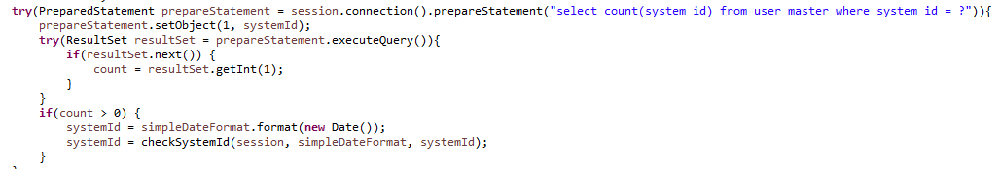 try(PreparedStatement prepareStatement = session.connection().prepareStatement("select count(system_id) from user_master where system_id = ?")){
prepareStatement.setObject(1, systemId);
try(ResultSet resultSet = prepareStatement.executeQuery()){
if(resultSet.next()) {
count = resultSet.getInt(1);
}
}
if(count > 0) {
systemId = simpleDateFormat.format(new Date());
systemId = checkSystemId(session, simpleDateFormat, systemId);
}